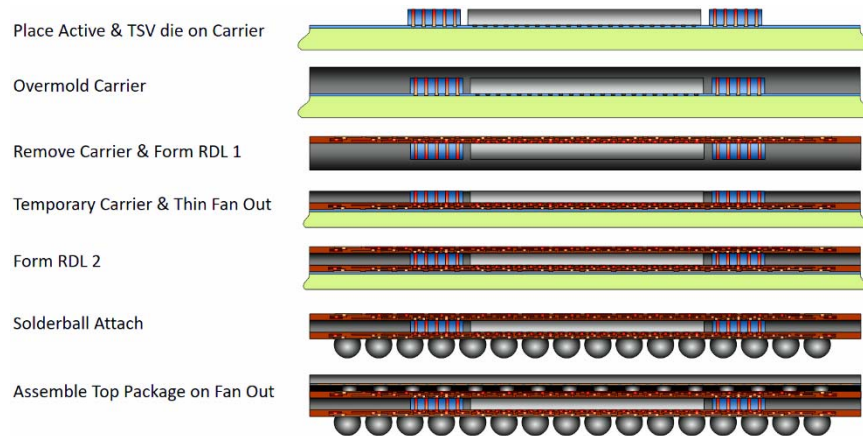 Place Active & TSV die on Carrier
Overmold Carrier
Remove Carrier & Form RDL 1
Temporary Carrier & Thin Fan Out
Form RDL 2
Solderball Attach
Assemble Top Package on Fan Out